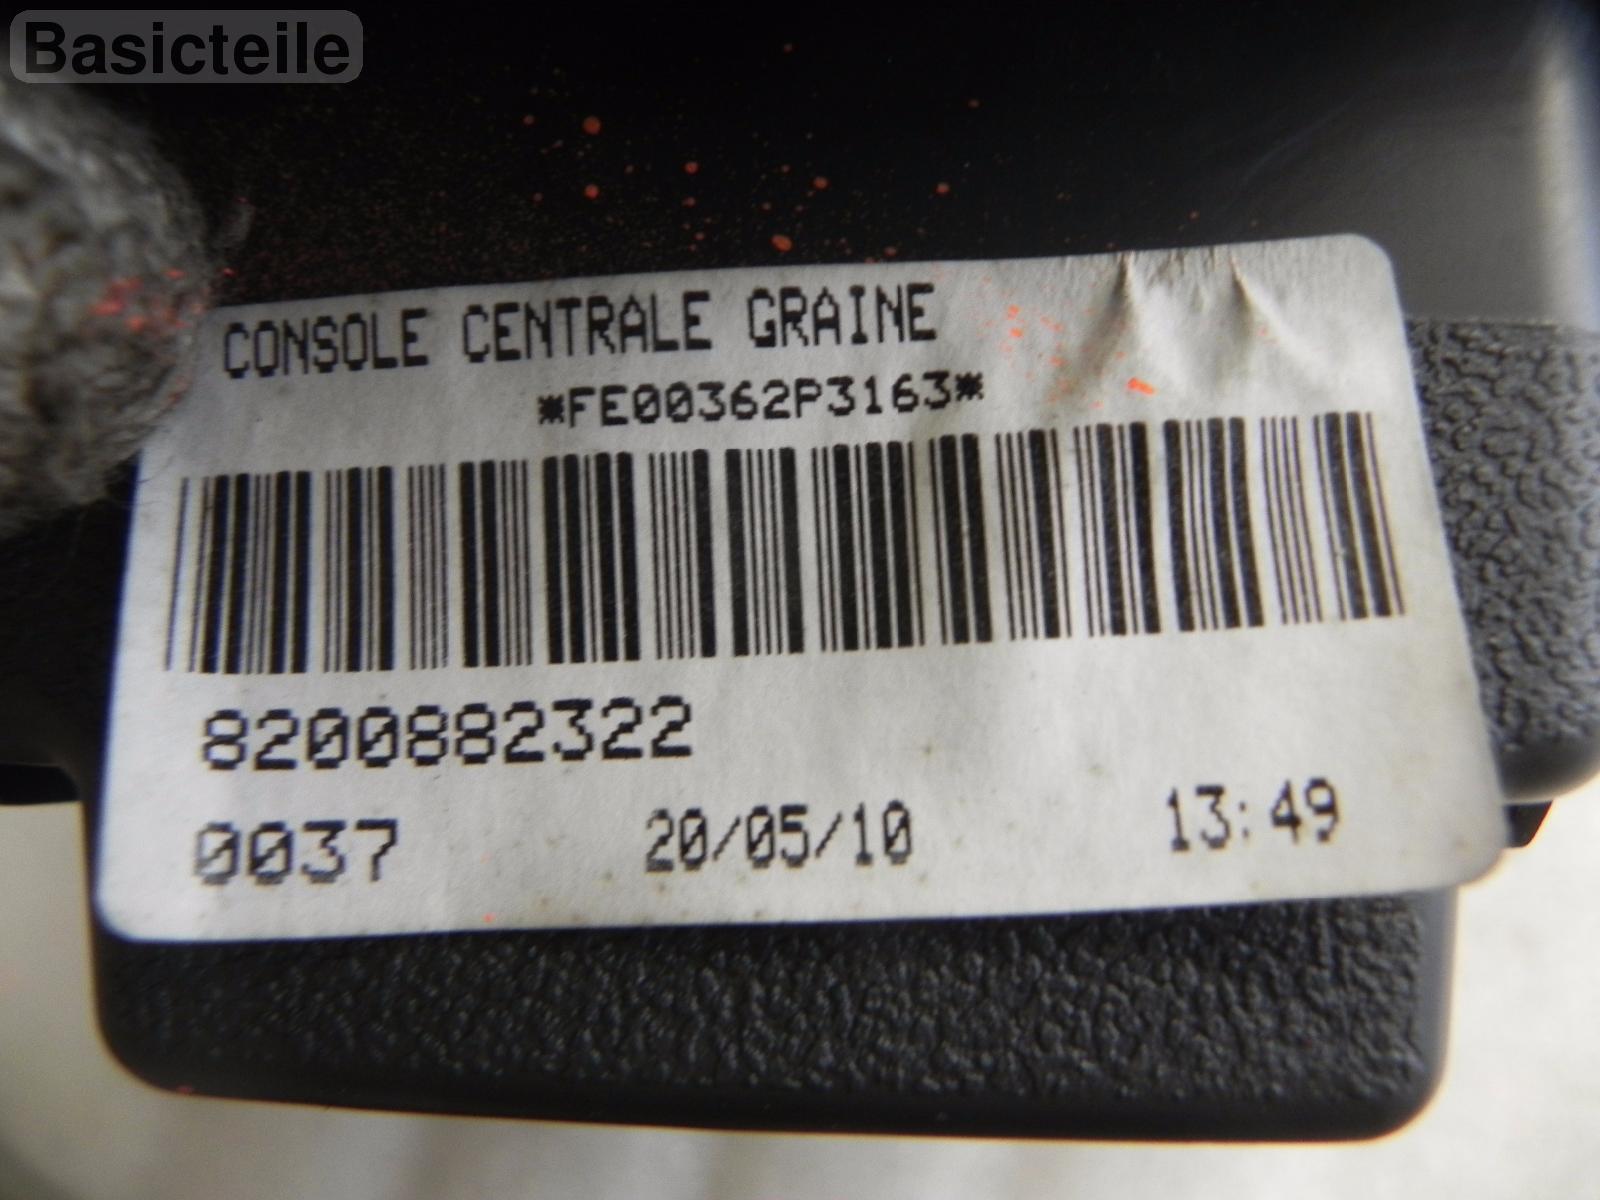 Basicteile
CONSOLE CENTRALE GRAINE
*FE00362P3163*
8200882322
0037 20/05/10 13:49